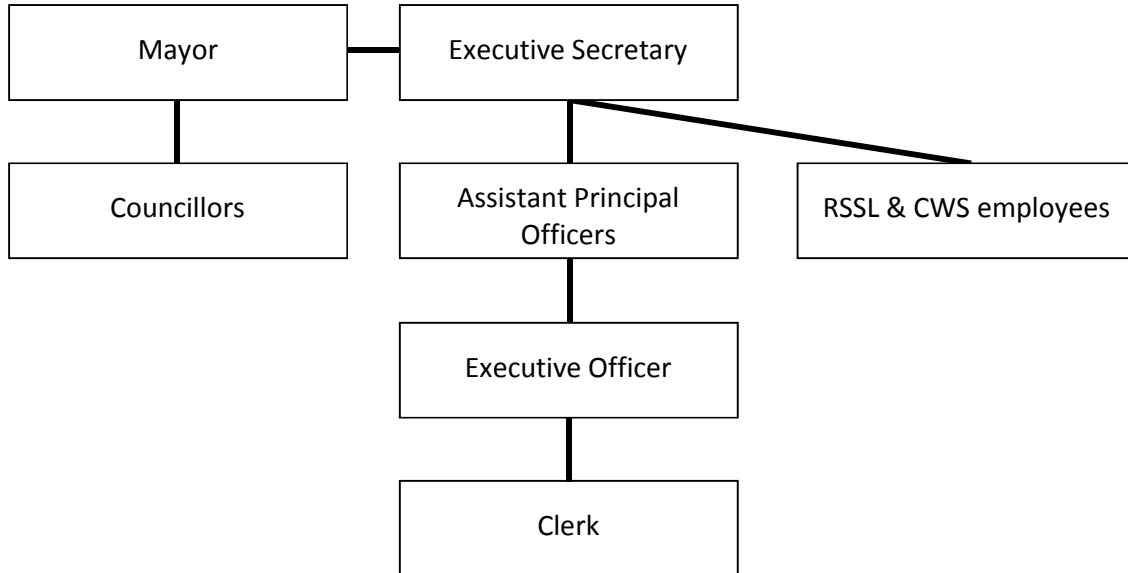 Mayor
Executive Secretary
Councillors
Assistant Principal
Officers
RSSL & CWS employees
Executive Officer
Clerk